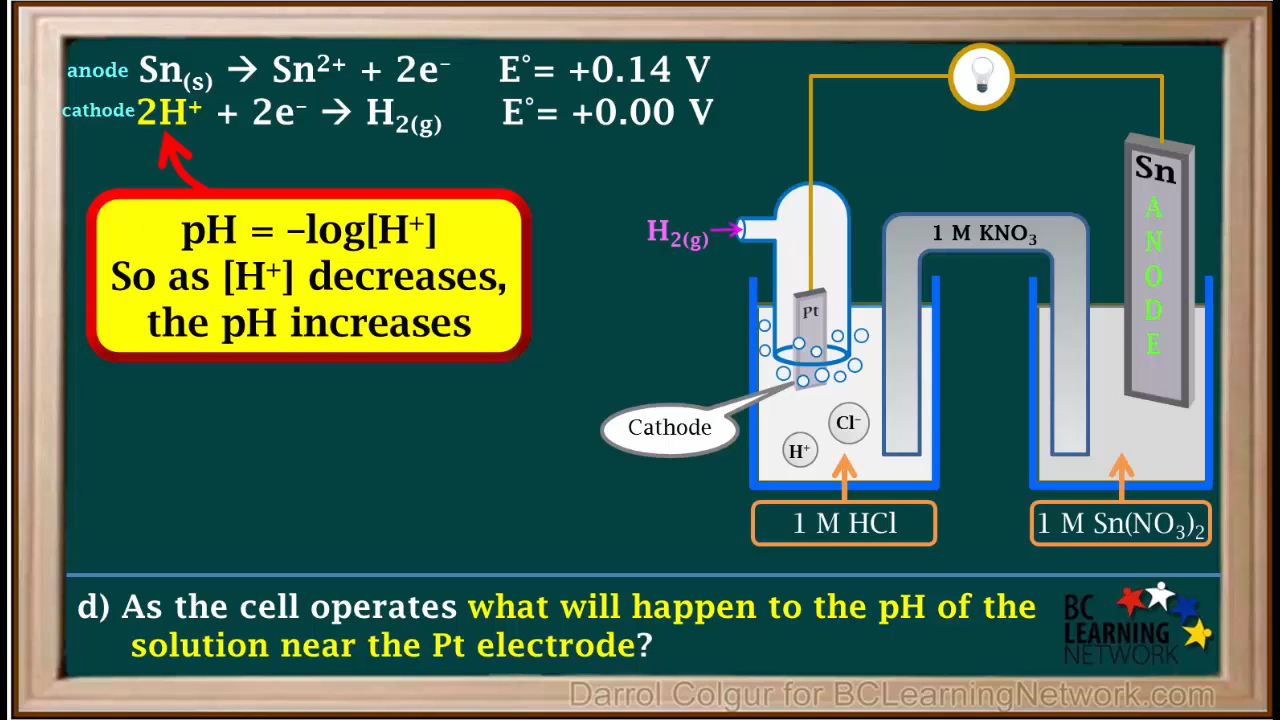 anode Sn(s) → Sn²⁺ + 2e⁻ E°= +0.14 V
cathode 2H⁺ + 2e⁻ → H₂(g) E°= +0.00 V
pH = –log[H⁺]
So as [H⁺] decreases,
the pH increases
H₂(g)
Pt
1 M KNO₃
Sn
ANODE
Cathode
H⁺
Cl⁻
1 M HCl
1 M Sn(NO₃)₂
d) As the cell operates what will happen to the pH of the
solution near the Pt electrode?
BC
LEARNING
NETWORK
Darrol Colgur for BCLearningNetwork.com